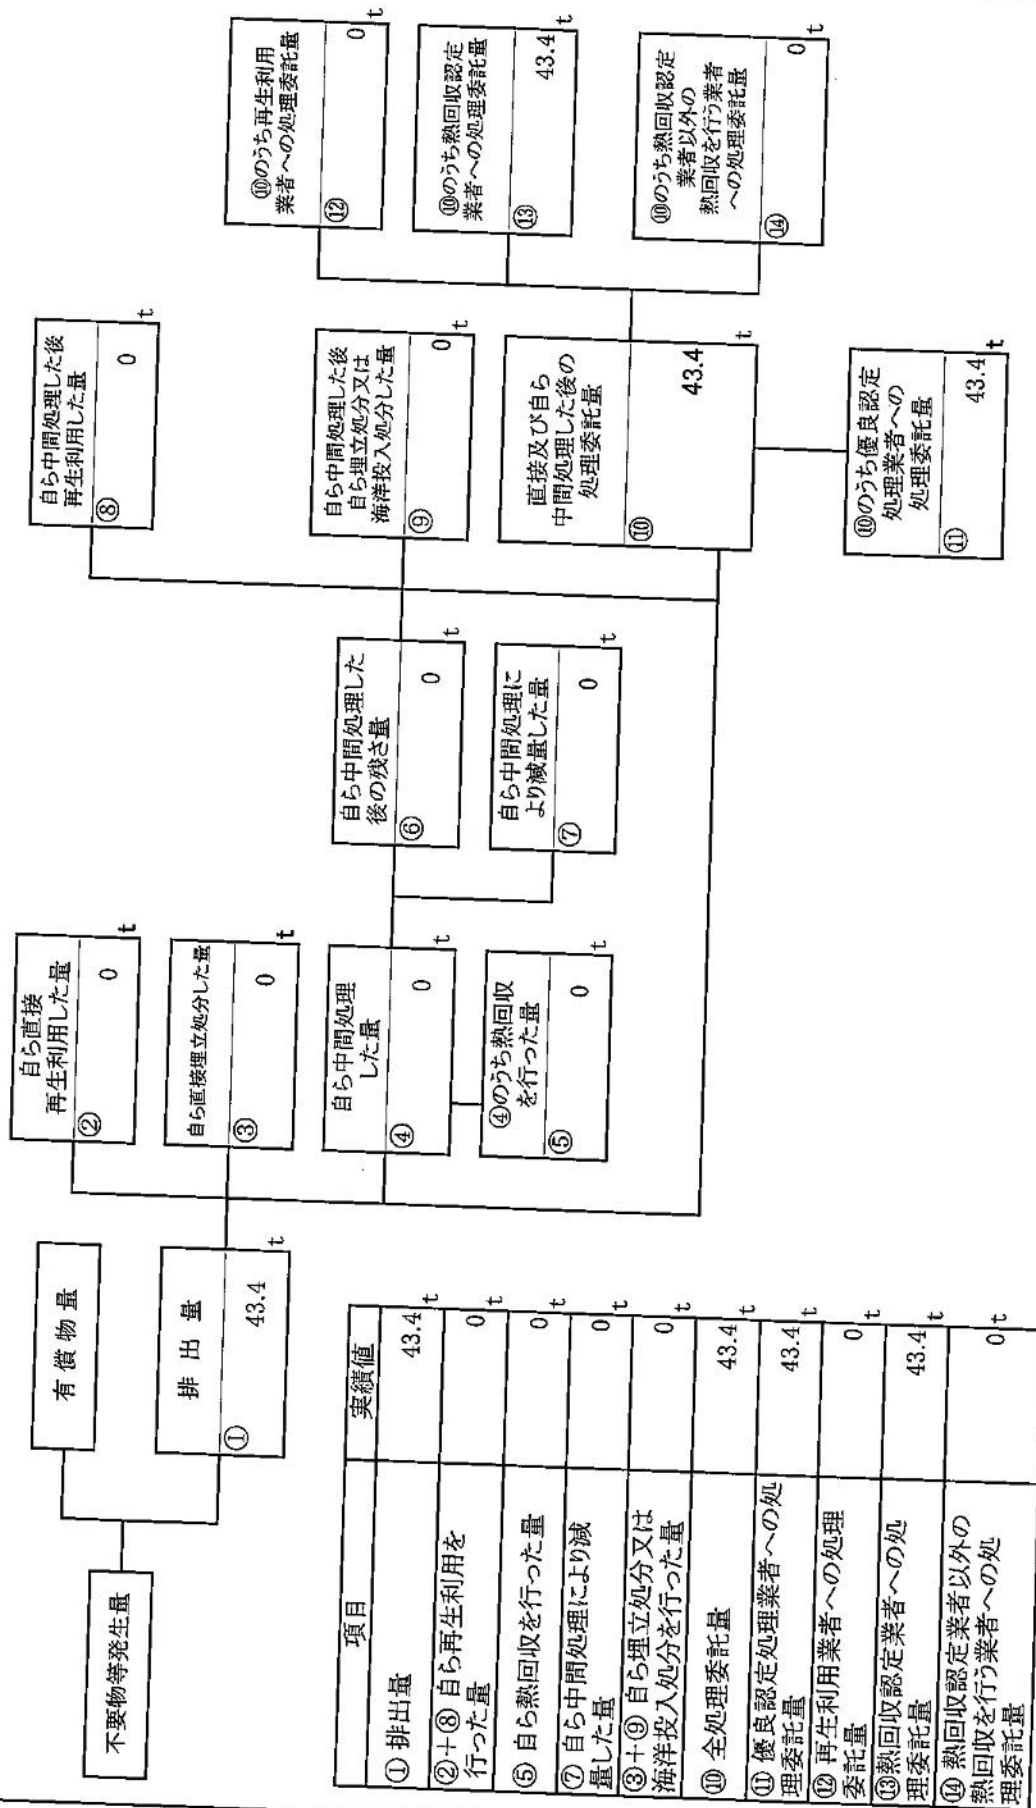 不要物等発生量
有償物量
排出量
①
43.4
t
自ら直接
再生利用した量
②
0
t
自ら直接埋立処分した量
③
0
t
自ら中間処理
した量
④
0
t
④のうち熱回収
を行った量
⑤
0
t
自ら中間処理した
後の残さ量
⑥
0
t
自ら中間処理に
より減量した量
⑦
0
t
自ら中間処理した後
再生利用した量
⑧
0
t
自ら中間処理した後
自ら埋立処分又は
海洋投入処分した量
⑨
0
t
直接及び自ら
中間処理した後の
処理委託量
⑩
43.4
t
⑩のうち優良認定
処理業者への
処理委託量
⑪
43.4
t
⑩のうち再生利用
業者への処理委託量
⑫
0
t
⑩のうち熱回収認定
業者への処理委託量
⑬
43.4
t
⑩のうち熱回収認定
業者以外の
熱回収を行う業者
への処理委託量
⑭
0
t
項目 実績値
① 排出量 43.4 t
②+⑧ 自ら再生利用を
行った量 0 t
⑤ 自ら熱回収を行った量 0 t
⑦ 自ら中間処理により減
量した量 0 t
③+⑨ 自ら埋立処分又は
海洋投入処分を行った量 0 t
⑩ 全処理委託量 43.4 t
⑪ 優良認定処理業者への処
理委託量 43.4 t
⑫ 再生利用業者への処理
委託量 0 t
⑬熱回収認定業者への処
理委託量 43.4 t
⑭ 熱回収認定業者以外の
熱回収を行う業者への処
理委託量 0 t